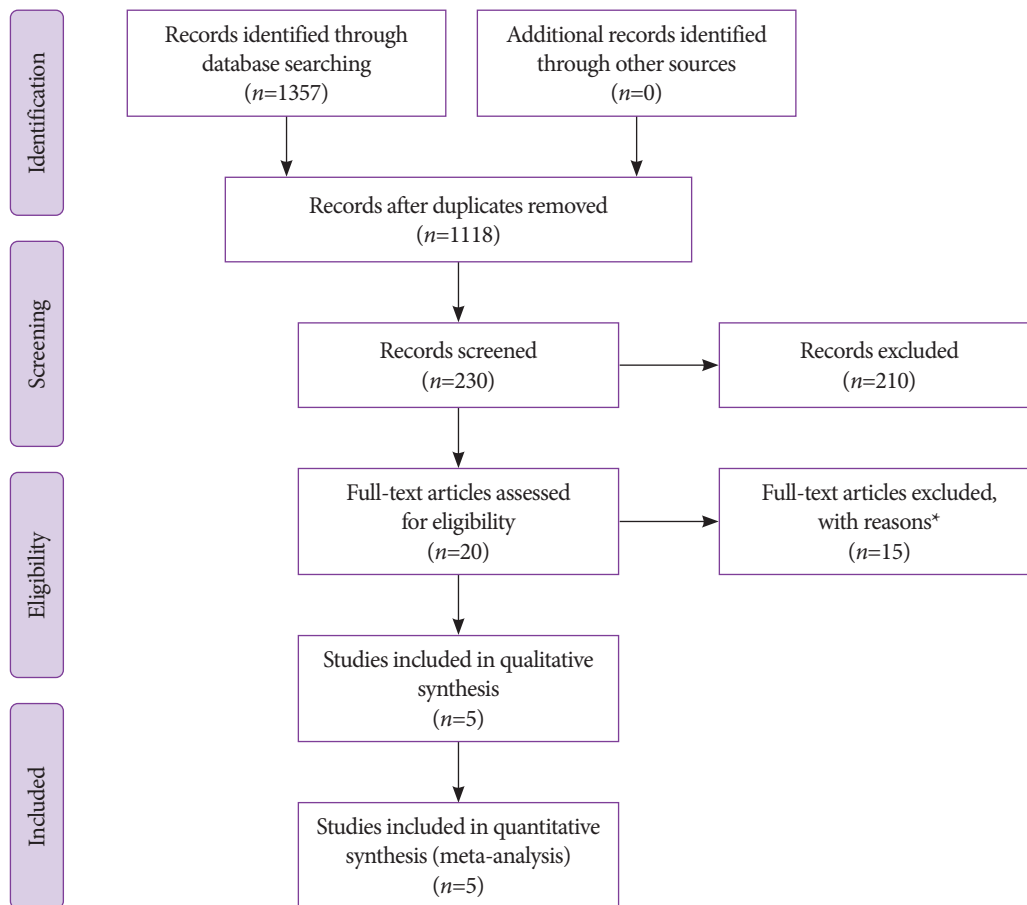 Identification
Records identified through
database searching
(n=1357)
Additional records identified
through other sources
(n=0)
Records after duplicates removed
(n=1118)
Screening
Records screened
(n=230)
Records excluded
(n=210)
Eligibility
Full-text articles assessed
for eligibility
(n=20)
Full-text articles excluded,
with reasons*
(n=15)
Studies included in qualitative
synthesis
(n=5)
Included
Studies included in quantitative
synthesis (meta-analysis)
(n=5)